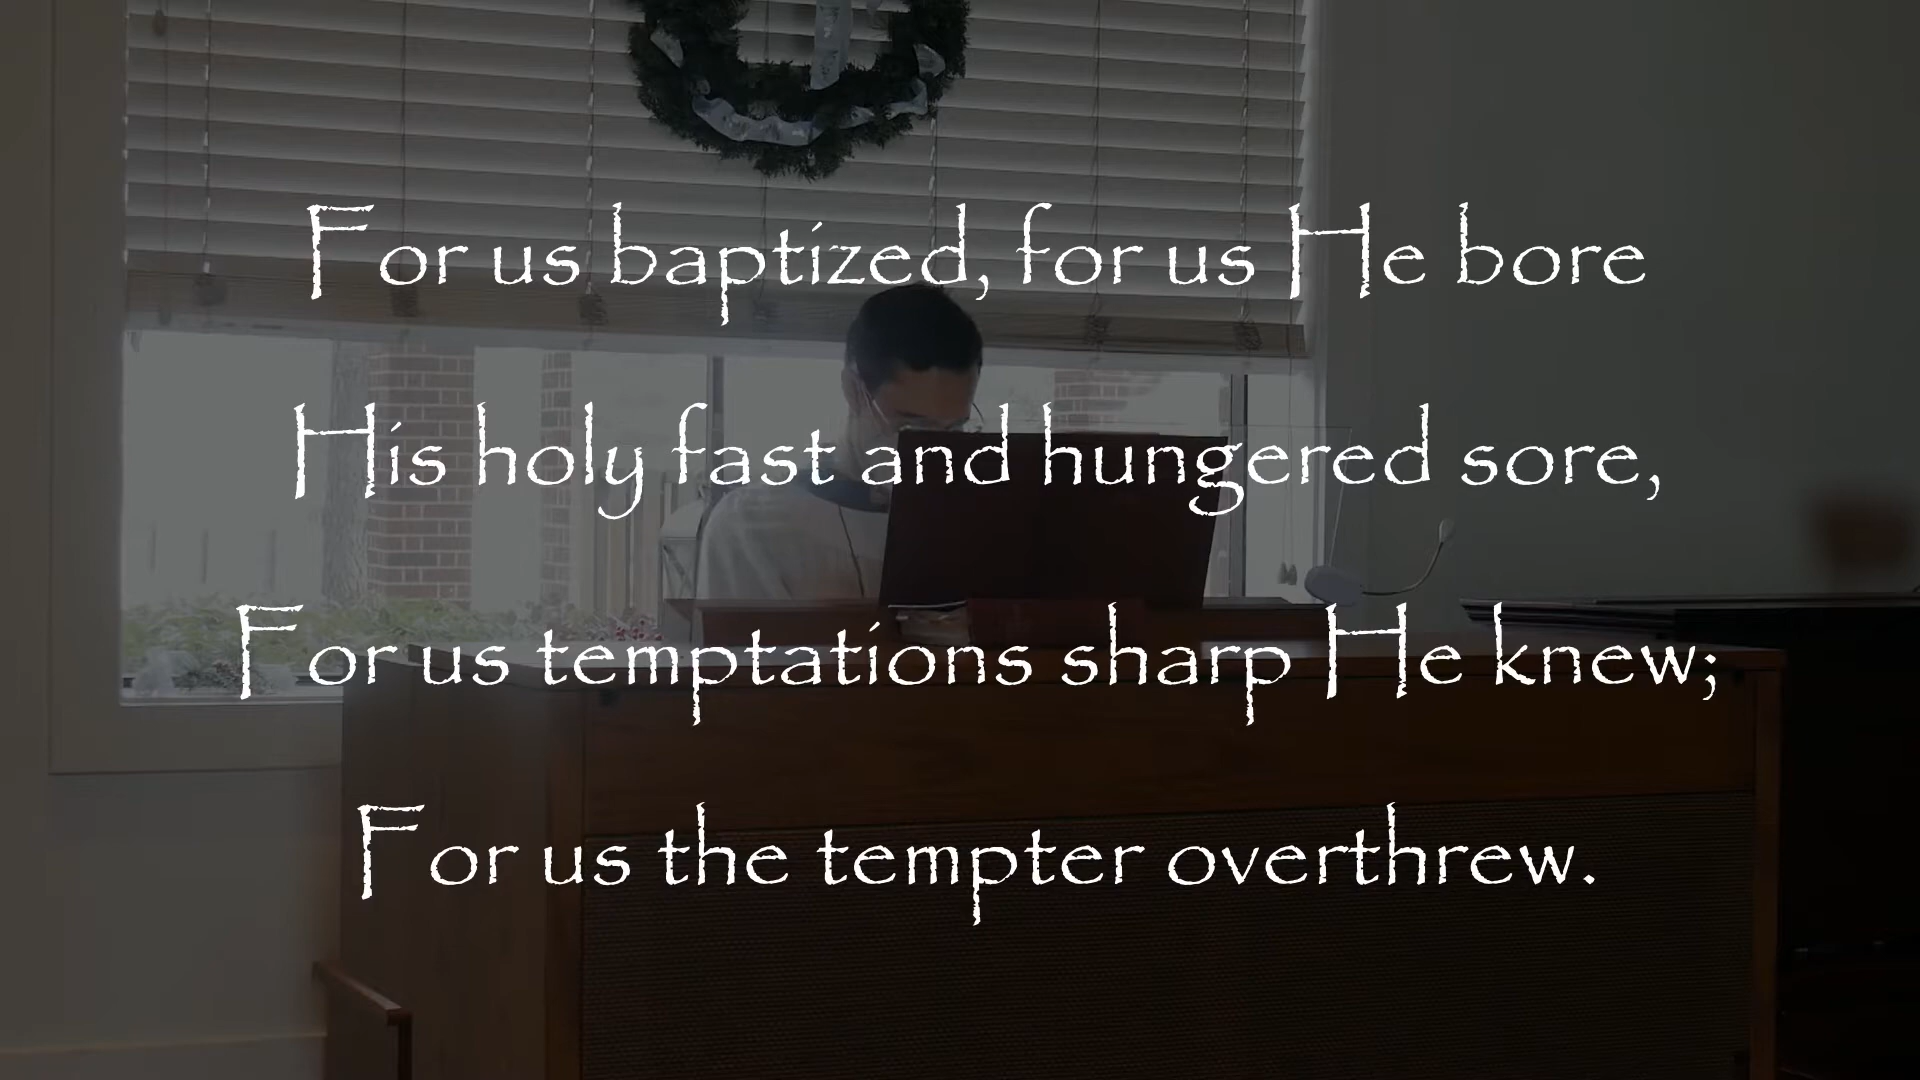 For us baptized, for us He bore
His holy fast and hungered sore,
For us temptations sharp He knew;
For us the tempter overthrew.